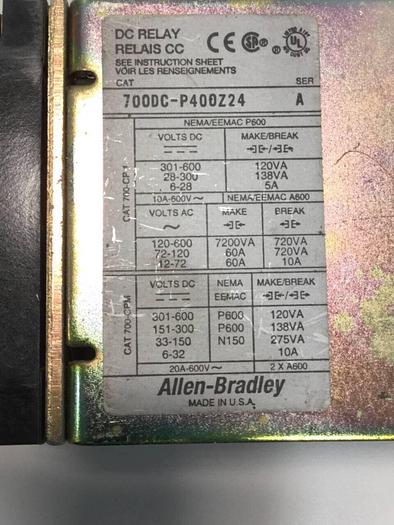 DC RELAY
RELAIS CC
CE SA® UL®
SEE INSTRUCTION SHEET
VOIR LES RENSEIGNEMENTS
CAT SER
700DC-P400Z24 A
NEMA/EEMAC P600
CAT 700-CP1
VOLTS DC MAKE/BREAK
301-600 120VA
28-300 138VA
6-28 5A
10A-600V~ NEMA/EEMAC A600
VOLTS AC MAKE BREAK
120-600 7200VA 720VA
72-120 60A 720VA
12-72 60A 10A
CAT 700-CPM
VOLTS DC NEMA EEMAC MAKE/BREAK
301-600 P600 120VA
151-300 P600 138VA
33-150 N150 275VA
6-32 10A
20A-600V~ 2 X A600
Allen-Bradley
MADE IN U.S.A.